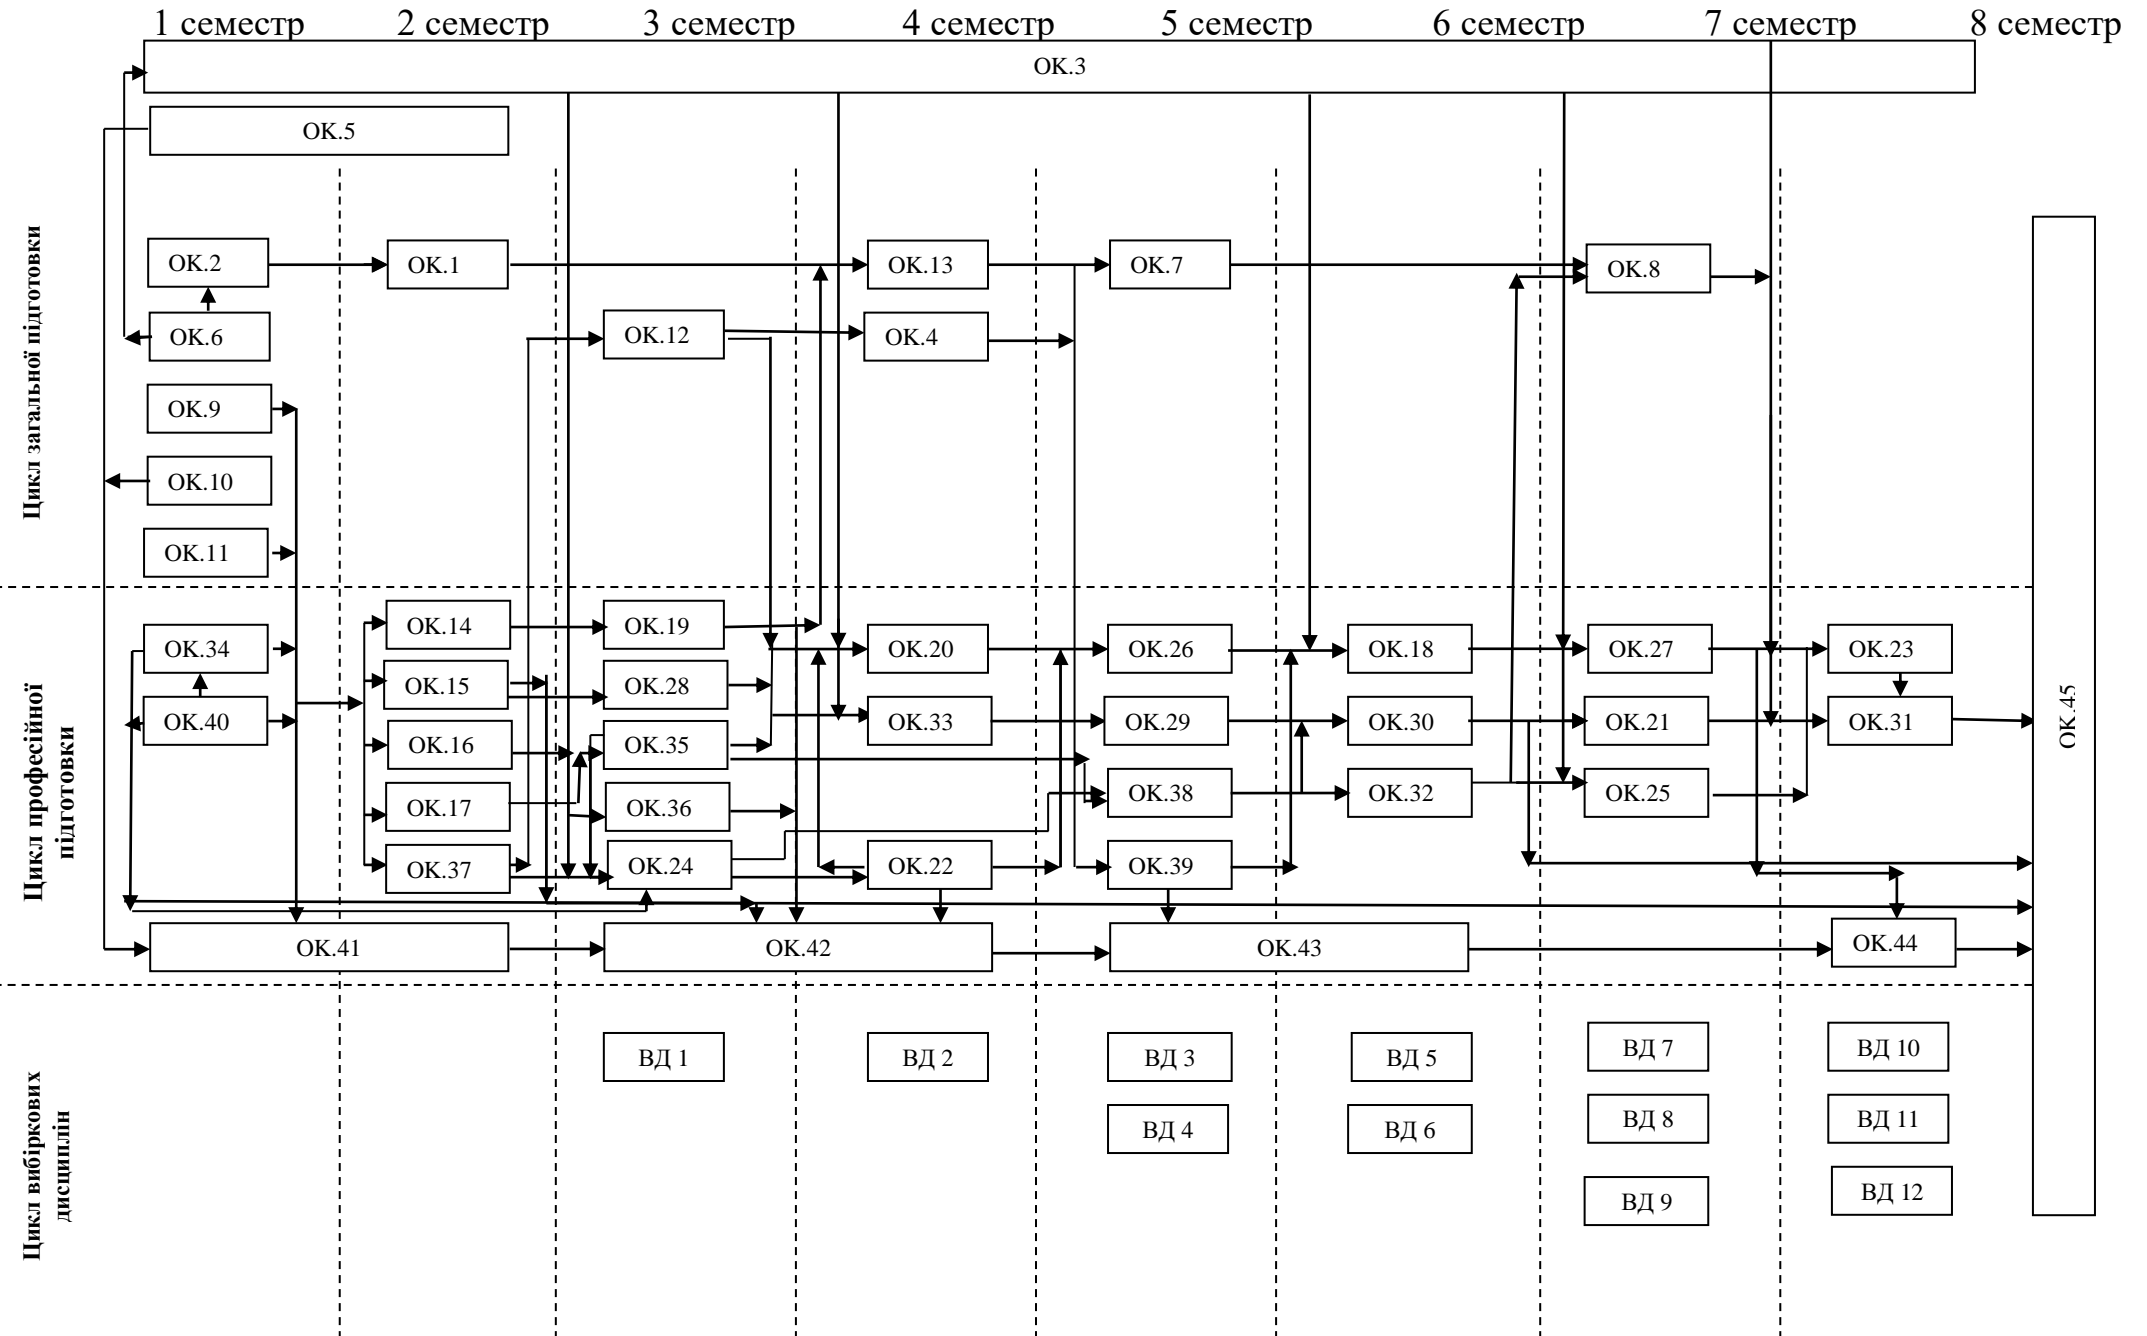 1 семестр 2 семестр 3 семестр 4 семестр 5 семестр 6 семестр 7 семестр 8 семестр
ОК.3
ОК.5
Цикл загальної підготовки
ОК.2 ОК.1 ОК.13 ОК.7 ОК.8
ОК.6 ОК.12 ОК.4
ОК.9
ОК.10
ОК.11
Цикл професійної
підготовки
ОК.14 ОК.19
ОК.34 ОК.20 ОК.26 ОК.18 ОК.27 ОК.23
ОК.15 ОК.28
ОК.40 ОК.33 ОК.29 ОК.30 ОК.21 ОК.31
ОК.16 ОК.35
ОК.38 ОК.32 ОК.25
ОК.17 ОК.36
ОК.37 ОК.24 ОК.22 ОК.39
ОК.41 ОК.42 ОК.43 ОК.44
ОК.45
Цикл вибіркових
дисциплін
ВД 1 ВД 2 ВД 3 ВД 5 ВД 7 ВД 10
ВД 4 ВД 6 ВД 8 ВД 11
ВД 9 ВД 12